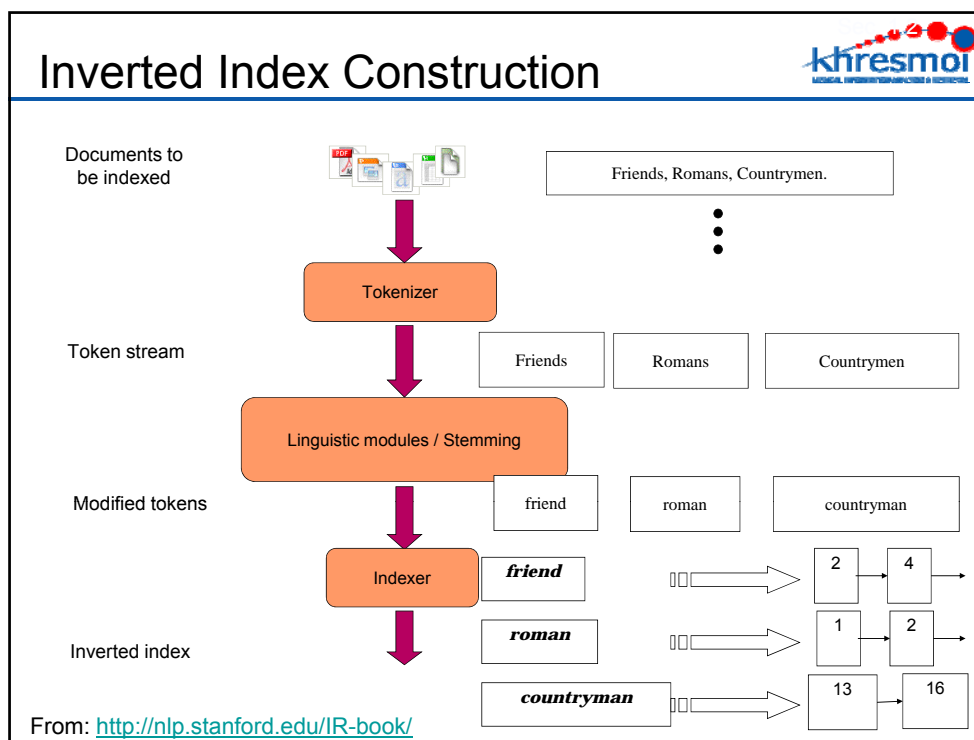 Inverted Index Construction
khresmoi
Documents to
be indexed
PDF
Friends, Romans, Countrymen.
Tokenizer
Token stream
Friends
Romans
Countrymen
Linguistic modules / Stemming
Modified tokens
friend
roman
countryman
Indexer
friend
2
4
roman
1
2
Inverted index
countryman
13
16
From: http://nlp.stanford.edu/IR-book/